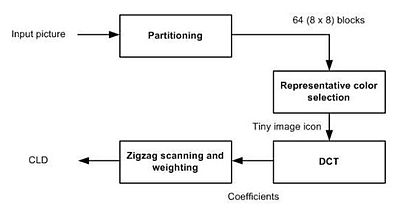 Input picture
Partitioning
64 (8 x 8) blocks
Representative color
selection
Tiny image icon
DCT
Coefficients
Zigzag scanning and
weighting
CLD